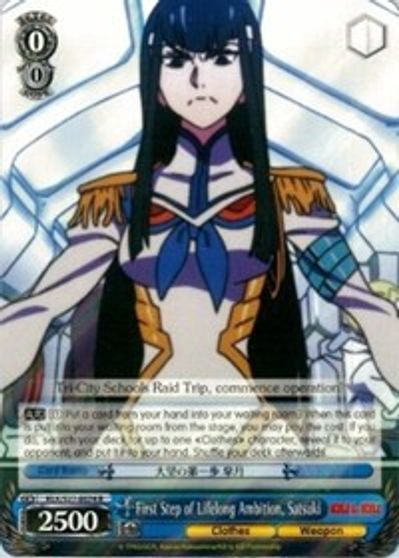 0
0
Tri-City Schools Raid Trip, commence operation!
AUTO [(1) Put a card from your hand into your waiting room] When this card
is put into your waiting room from the stage, you may pay the cost. If you
do, search your deck for up to one «Clothes» character, reveal it to your
opponent, put it into your hand. Shuffle your deck afterwards.
大望の第一歩 皐月
First Step of Lifelong Ambition, Satsuki
2500
Clothes
Weapon